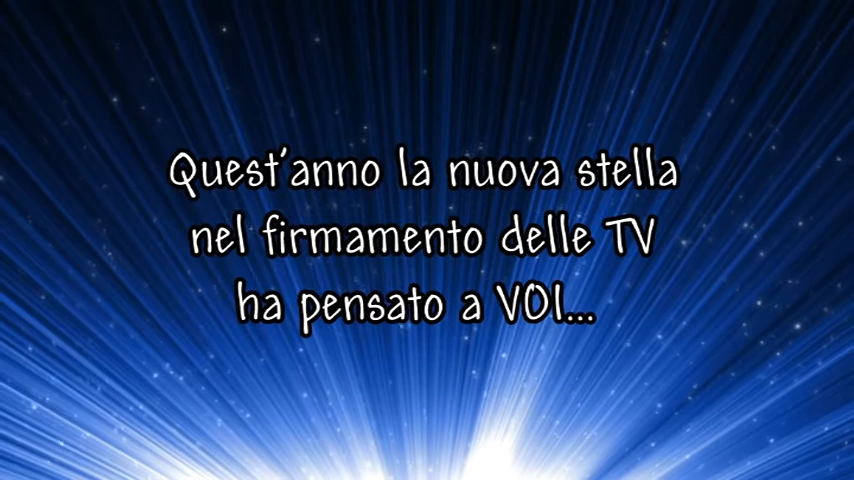 Quest'anno la nuova stella
nel firmamento delle TV
ha pensato a VOI...